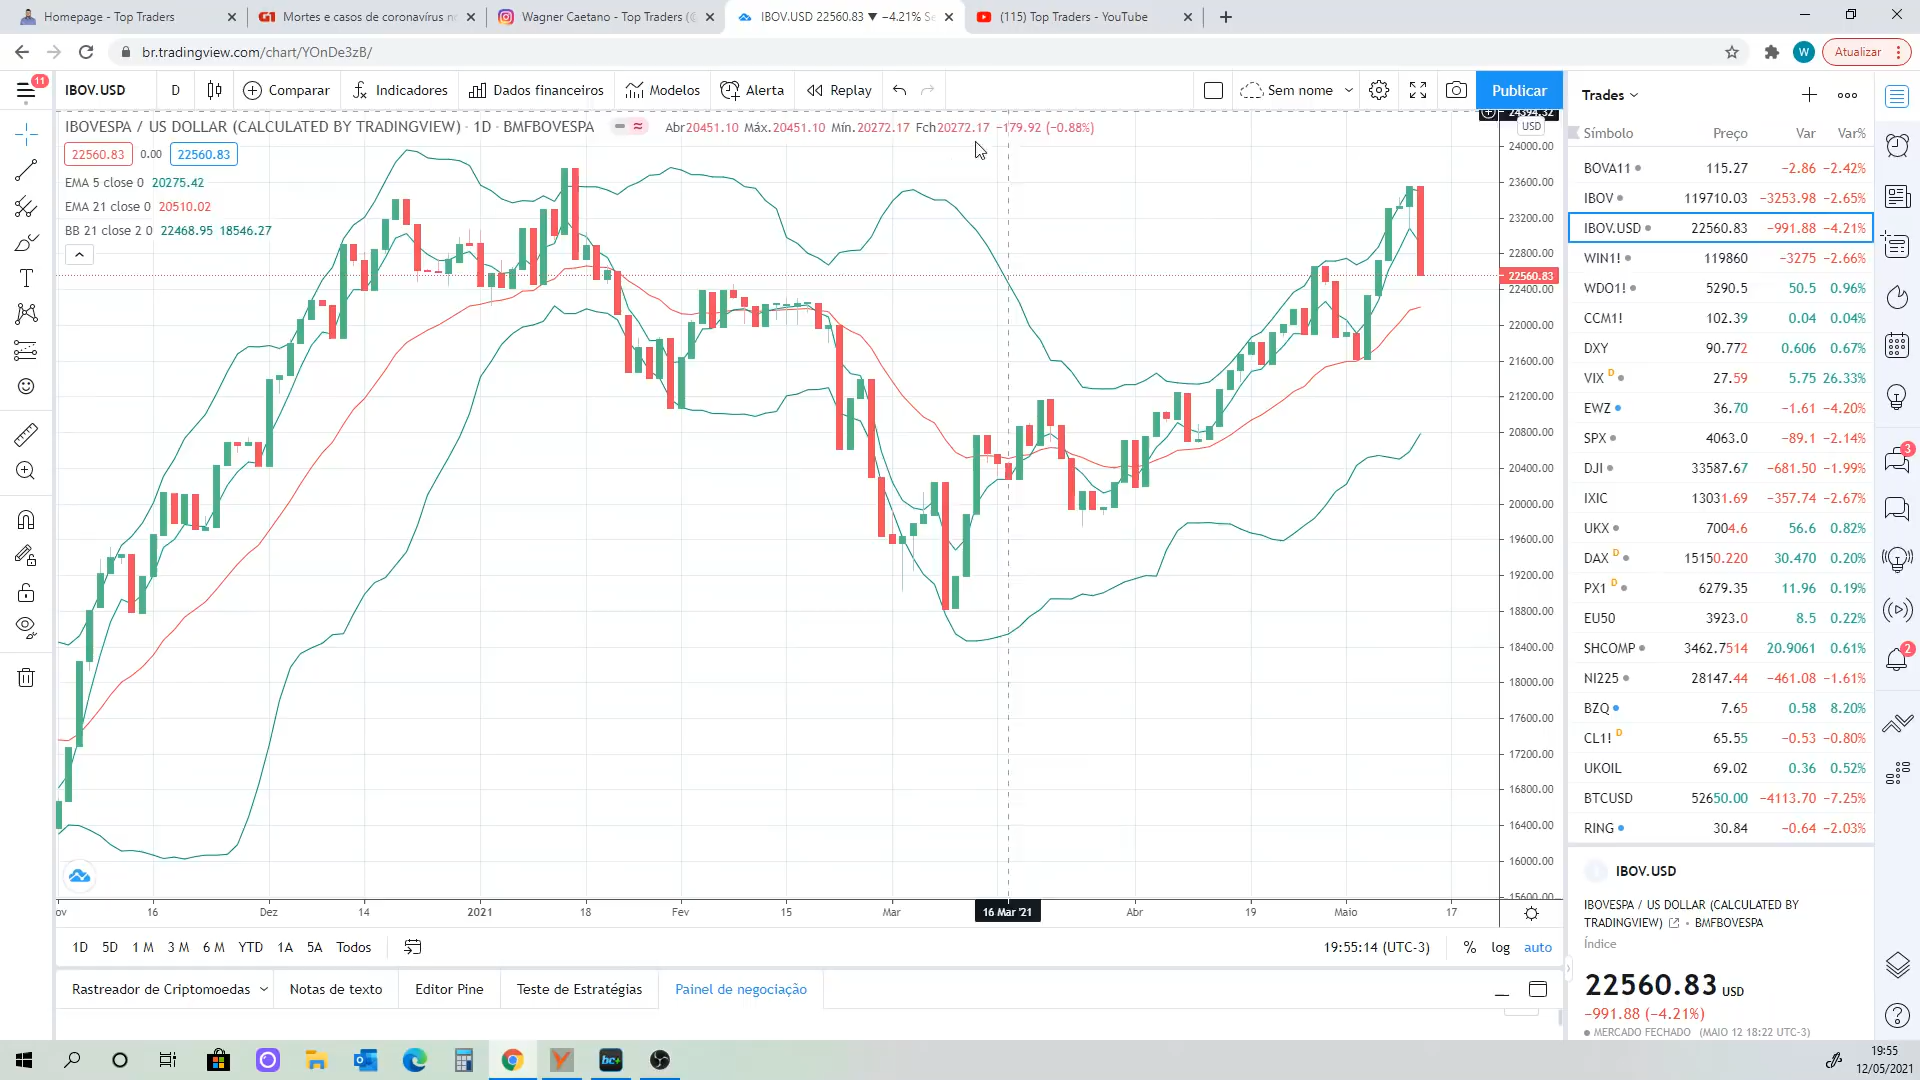 Homepage - Top Traders
G1 Mortes e casos de coronavírus n
Wagner Caetano - Top Traders (@
IBOV.USD 22560.83 ▼ −4.21% Se
(115) Top Traders - YouTube
br.tradingview.com/chart/YOnDe3zB/
W
Atualizar
11
IBOV.USD
D
Comparar
Indicadores
Dados financeiros
Modelos
Alerta
Replay
Sem nome
Publicar
IBOVESPA / US DOLLAR (CALCULATED BY TRADINGVIEW) · 1D · BMFBOVESPA
Abr20451.10 Máx.20451.10 Mín.20272.17 Fch20272.17 −179.92 (−0.88%)
22560.83 0.00 22560.83
EMA 5 close 0 20275.42
EMA 21 close 0 20510.02
BB 21 close 2 0 22468.95 18546.27
24394.32
USD
24000.00
23600.00
23200.00
22800.00
22560.83
22400.00
22000.00
21600.00
21200.00
20800.00
20400.00
20000.00
19600.00
19200.00
18800.00
18400.00
18000.00
17600.00
17200.00
16800.00
16400.00
16000.00
15600.00
ov 16 Dez 14 2021 18 Fev 15 Mar 16 Mar '21 Abr 19 Maio 17
1D 5D 1 M 3 M 6 M YTD 1A 5A Todos
19:55:14 (UTC-3) % log auto
Rastreador de Criptomoedas
Notas de texto
Editor Pine
Teste de Estratégias
Painel de negociação
Trades
Símbolo Preço Var Var%
BOVA11 115.27 −2.86 −2.42%
IBOV 119710.03 −3253.98 −2.65%
IBOV.USD 22560.83 −991.88 −4.21%
WIN1! 119860 −3275 −2.66%
WDO1! 5290.5 50.5 0.96%
CCM1! 102.39 0.04 0.04%
DXY 90.772 0.606 0.67%
VIX D 27.59 5.75 26.33%
EWZ 36.70 −1.61 −4.20%
SPX 4063.0 −89.1 −2.14%
DJI 33587.67 −681.50 −1.99%
IXIC 13031.69 −357.74 −2.67%
UKX 7004.6 56.6 0.82%
DAX D 15150.220 30.470 0.20%
PX1 D 6279.35 11.96 0.19%
EU50 3923.0 8.5 0.22%
SHCOMP 3462.7514 20.9061 0.61%
NI225 28147.44 −461.08 −1.61%
BZQ 7.65 0.58 8.20%
CL1! D 65.55 −0.53 −0.80%
UKOIL 69.02 0.36 0.52%
BTCUSD 52650.00 −4113.70 −7.25%
RING 30.84 −0.64 −2.03%
IBOV.USD
IBOVESPA / US DOLLAR (CALCULATED BY
TRADINGVIEW) • BMFBOVESPA
Índice
22560.83 USD
−991.88 (−4.21%)
MERCADO FECHADO (MAIO 12 18:22 UTC-3)
3
2
bc+
19:55
12/05/2021